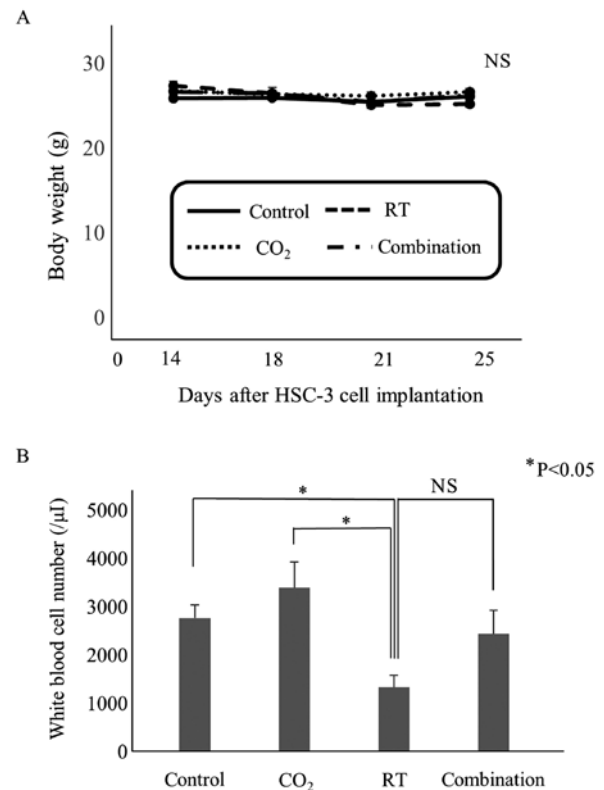 A
30
NS
20
Body weight (g)
Control
RT
CO₂
Combination
10
0
0
14
18
21
25
Days after HSC-3 cell implantation
B
*P<0.05
*
NS
*
5000
4000
3000
2000
1000
0
White blood cell number (/μl)
Control
CO₂
RT
Combination